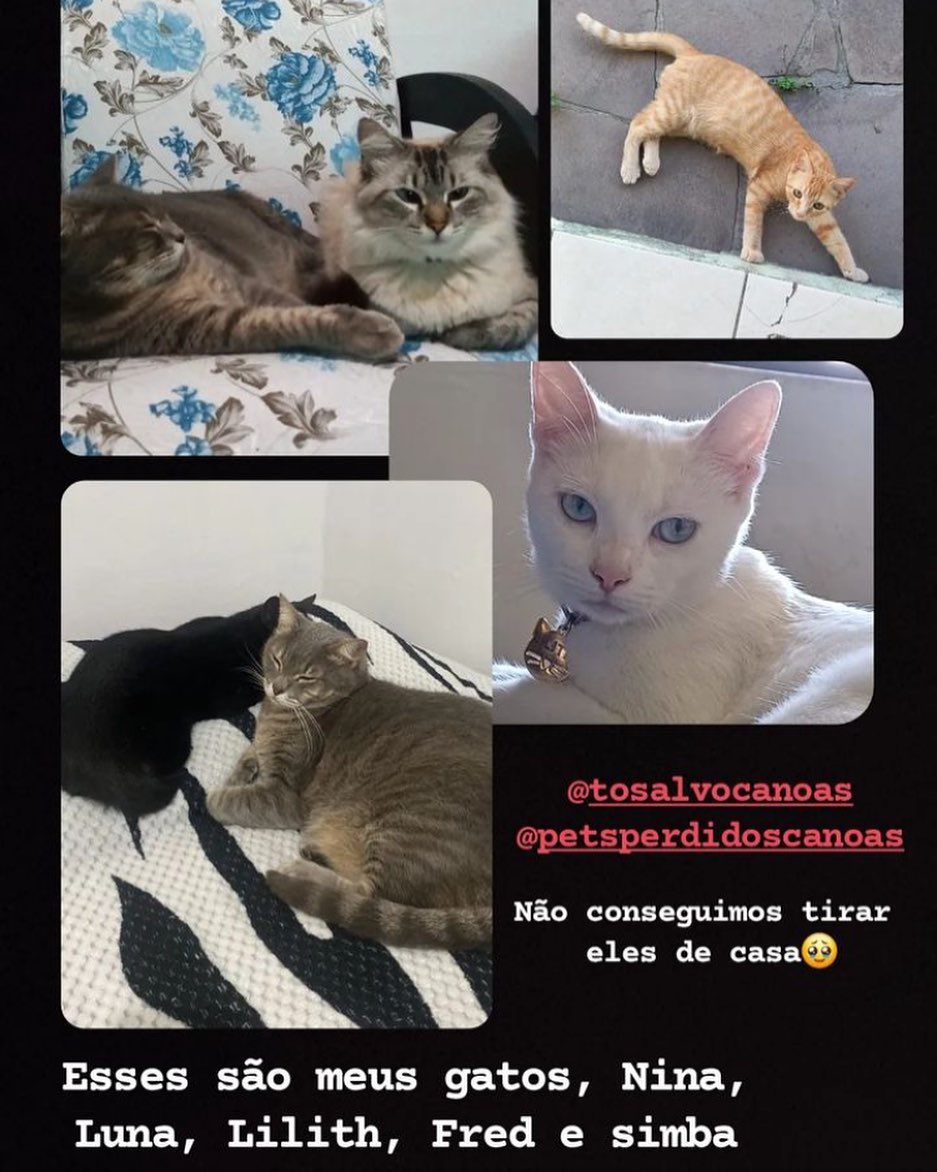 @tosalvocanoas
@petsperdidoscanoas
Não conseguimos tirar
eles de casa🥹
Esses são meus gatos, Nina,
Luna, Lilith, Fred e simba